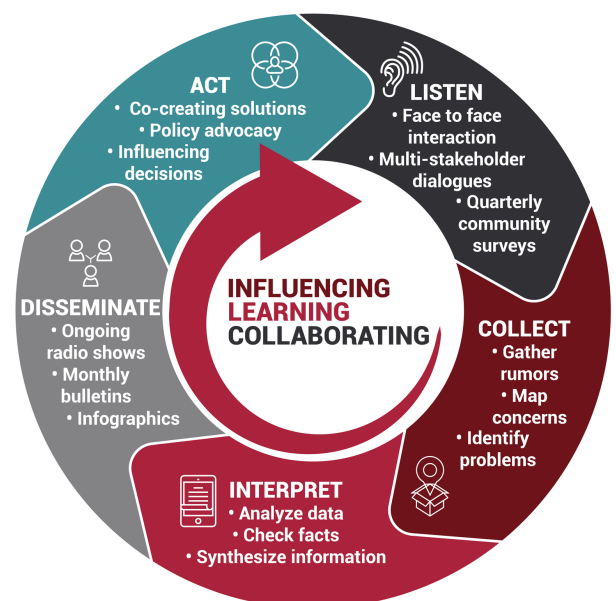 ACT
• Co-creating solutions
• Policy advocacy
• Influencing
decisions
LISTEN
• Face to face
interaction
• Multi-stakeholder
dialogues
• Quarterly
community
surveys
COLLECT
• Gather
rumors
• Map
concerns
• Identify
problems
INTERPRET
• Analyze data
• Check facts
• Synthesize information
DISSEMINATE
• Ongoing
radio shows
• Monthly
bulletins
• Infographics
INFLUENCING
LEARNING
COLLABORATING